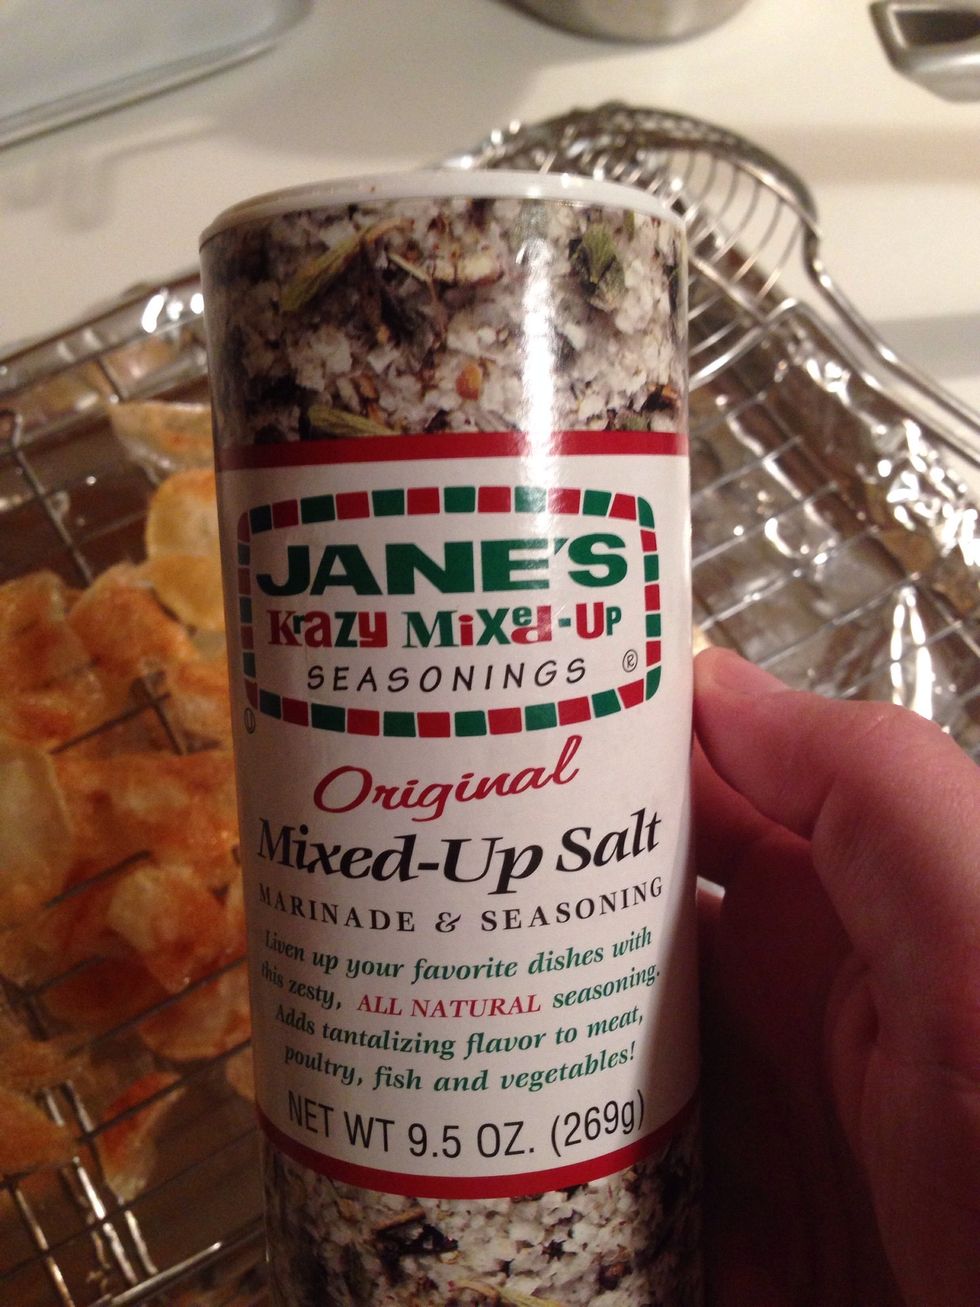 JANE'S
Krazy Mixed-Up
SEASONINGS ®
Ⓤ
Original
Mixed-Up Salt
MARINADE & SEASONING
Liven up your favorite dishes with
this zesty, ALL NATURAL seasoning.
Adds tantalizing flavor to meat,
poultry, fish and vegetables!
NET WT 9.5 OZ. (269g)